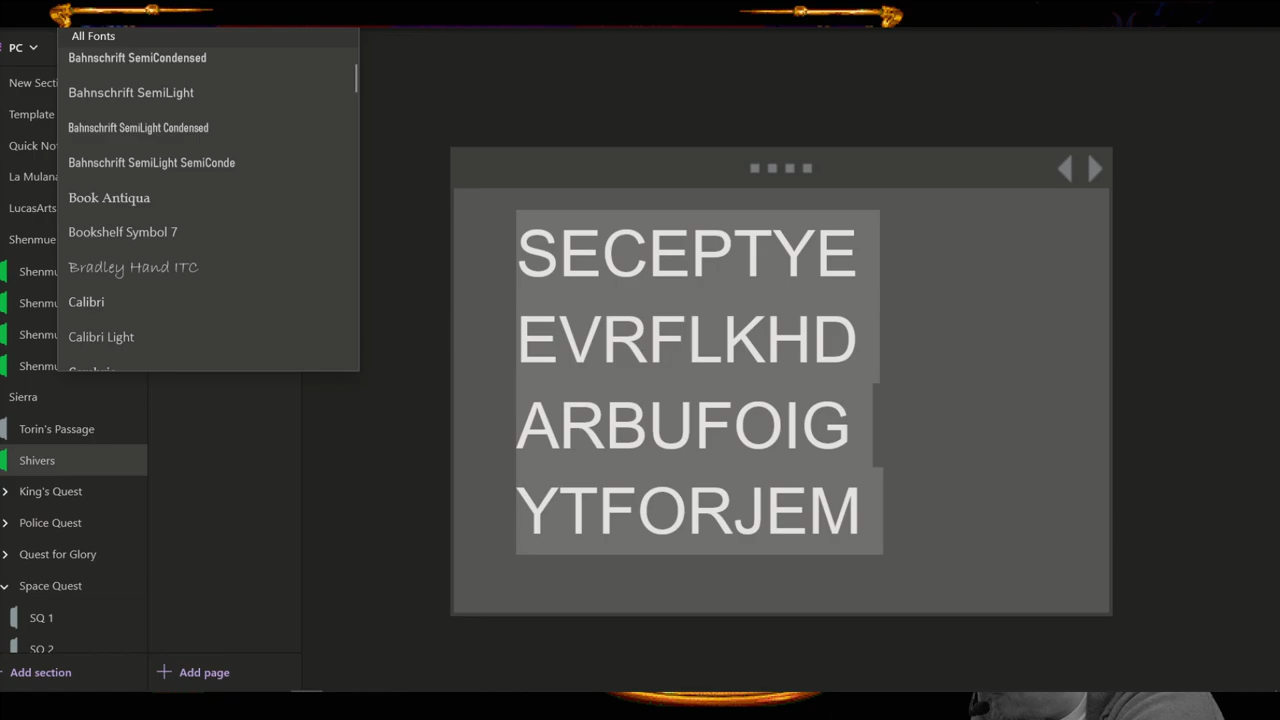 All Fonts
PC
Bahnschrift SemiCondensed
New Secti
Bahnschrift SemiLight
Template
Bahnschrift SemiLight Condensed
Quick Not
Bahnschrift SemiLight SemiConde
La Mulana
Book Antiqua
LucasArts
Bookshelf Symbol 7
Shenmue
Bradley Hand ITC
Shenmu
Calibri
Shenmu
Calibri Light
Shenmu
Shenmu
Sierra
Torin's Passage
Shivers
King's Quest
Police Quest
Quest for Glory
Space Quest
SQ 1
SQ 2
Add section
Add page
SECEPTYE
EVRFLKHD
ARBUFOIG
YTFORJEM